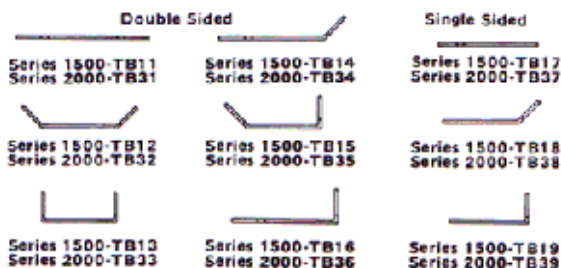 Double Sided
Single Sided
Series 1500-TB11
Series 2000-TB31
Series 1500-TB14
Series 2000-TB34
Series 1500-TB17
Series 2000-TB37
Series 1500-TB12
Series 2000-TB32
Series 1500-TB15
Series 2000-TB35
Series 1500-TB18
Series 2000-TB38
Series 1500-TB13
Series 2000-TB33
Series 1500-TB16
Series 2000-TB36
Series 1500-TB19
Series 2000-TB39